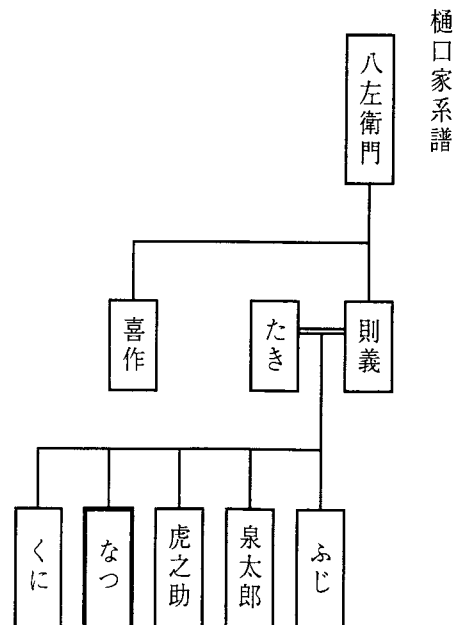 樋口家系譜
八左衛門
則義
たき
喜作
ふじ
泉太郎
虎之助
なつ
くに